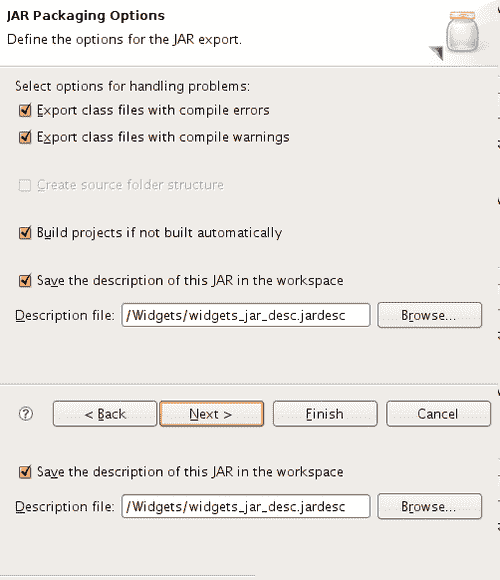 JAR Packaging Options
Define the options for the JAR export.
Select options for handling problems:
Export class files with compile errors
Export class files with compile warnings
Create source folder structure
Build projects if not built automatically
Save the description of this JAR in the workspace
Description file: /Widgets/widgets_jar_desc.jardesc Browse...
? < Back Next > Finish Cancel
Save the description of this JAR in the workspace
Description file: /Widgets/widgets_jar_desc.jardesc Browse...